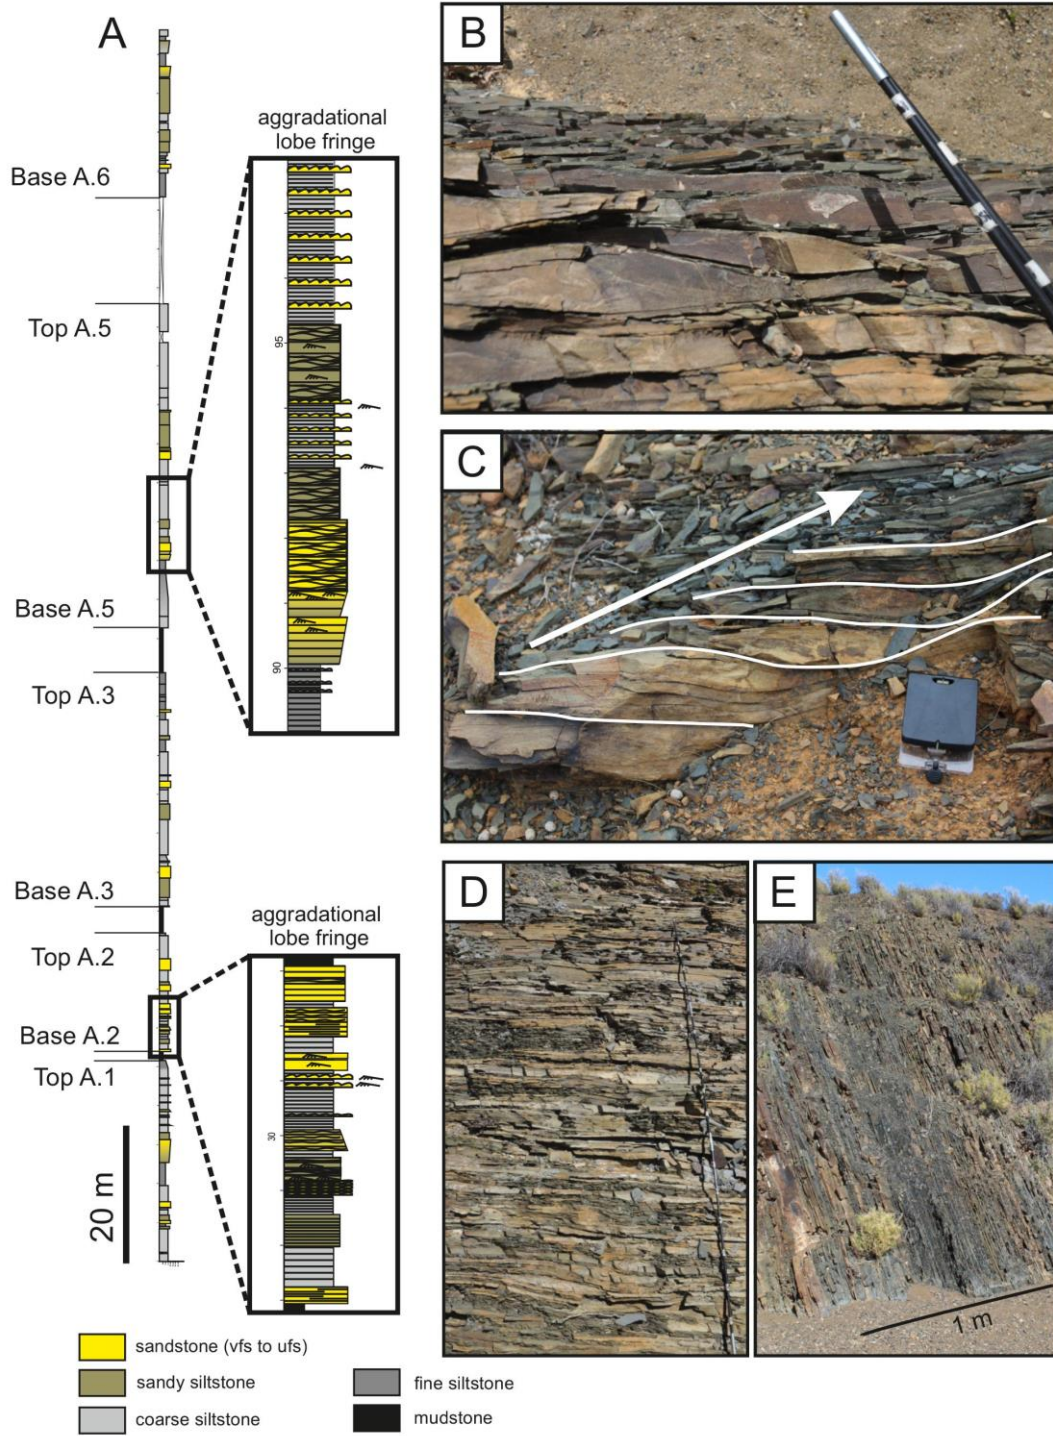 A
Base A.6
Top A.5
Base A.5
Top A.3
Base A.3
Top A.2
Base A.2
Top A.1
20 m
aggradational
lobe fringe
95
90
aggradational
lobe fringe
30
sandstone (vfs to ufs)
sandy siltstone
coarse siltstone
fine siltstone
mudstone
B
C
D
E
1 m